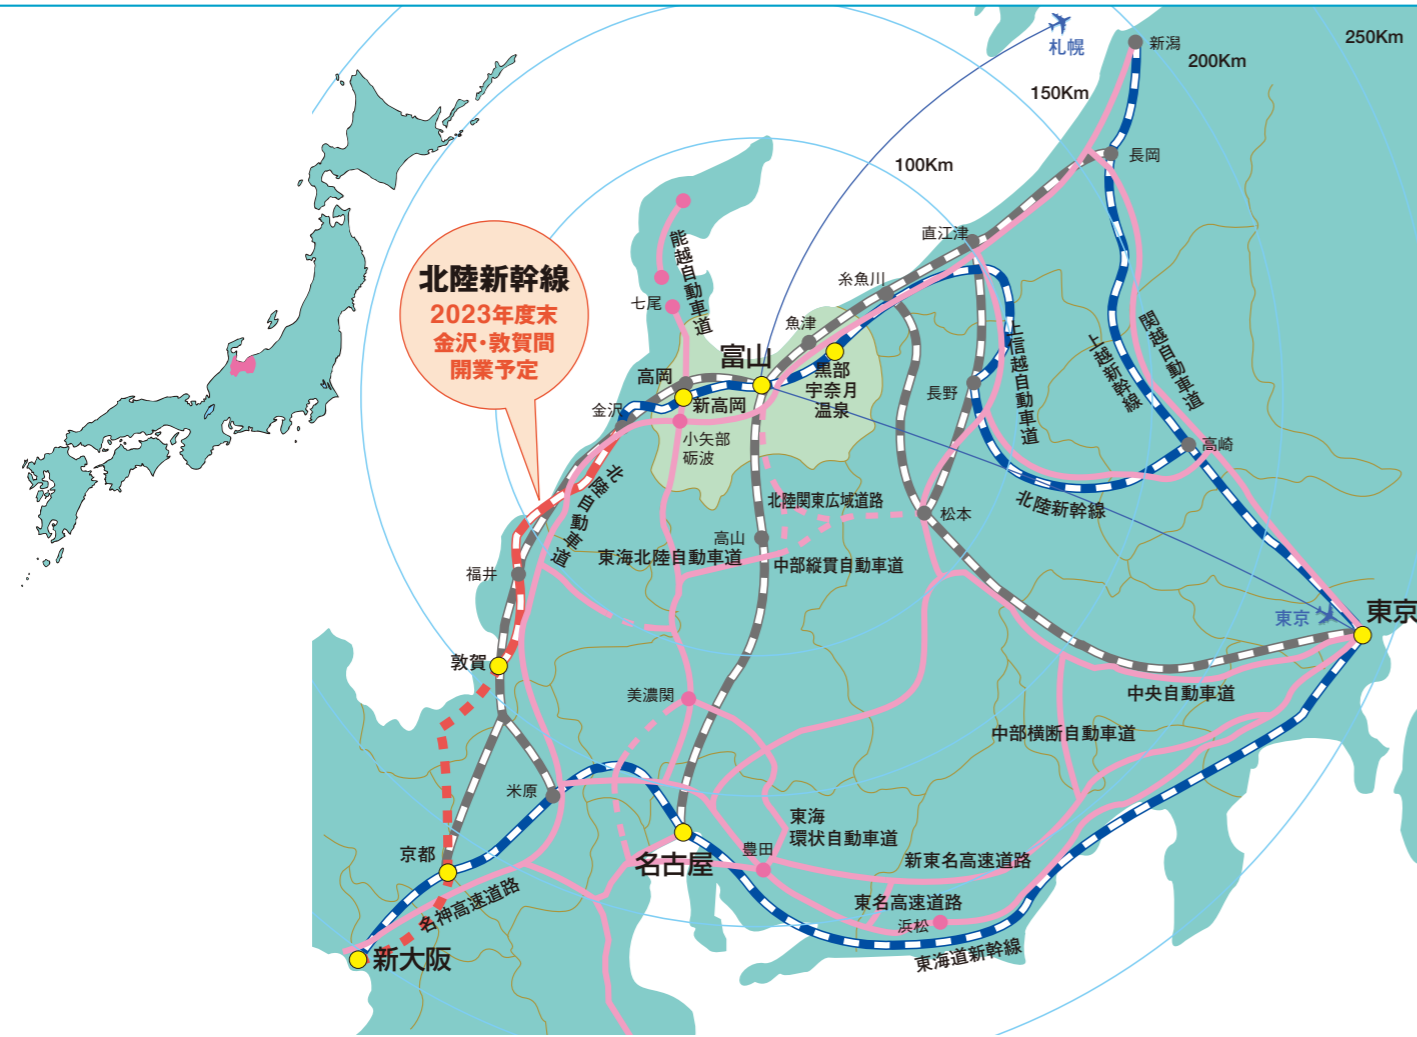 250Km
新潟
札幌
200Km
150Km
長岡
100Km
直江津
能越自動車道
糸魚川
北陸新幹線
2023年度末
金沢・敦賀間
開業予定
七尾
魚津
上信越自動車道
関越自動車道
上越新幹線
富山
高岡
黒部
宇奈月
温泉
長野
新高岡
金沢
小矢部
砺波
高崎
北陸自動車道
北陸関東広域道路
北陸新幹線
松本
高山
東海北陸自動車道
中部縦貫自動車道
福井
東京
東京
敦賀
美濃関
中央自動車道
中部横断自動車道
米原
東海
環状自動車道
京都
名古屋
豊田
新東名高速道路
名神高速道路
東名高速道路
浜松
新大阪
東海道新幹線